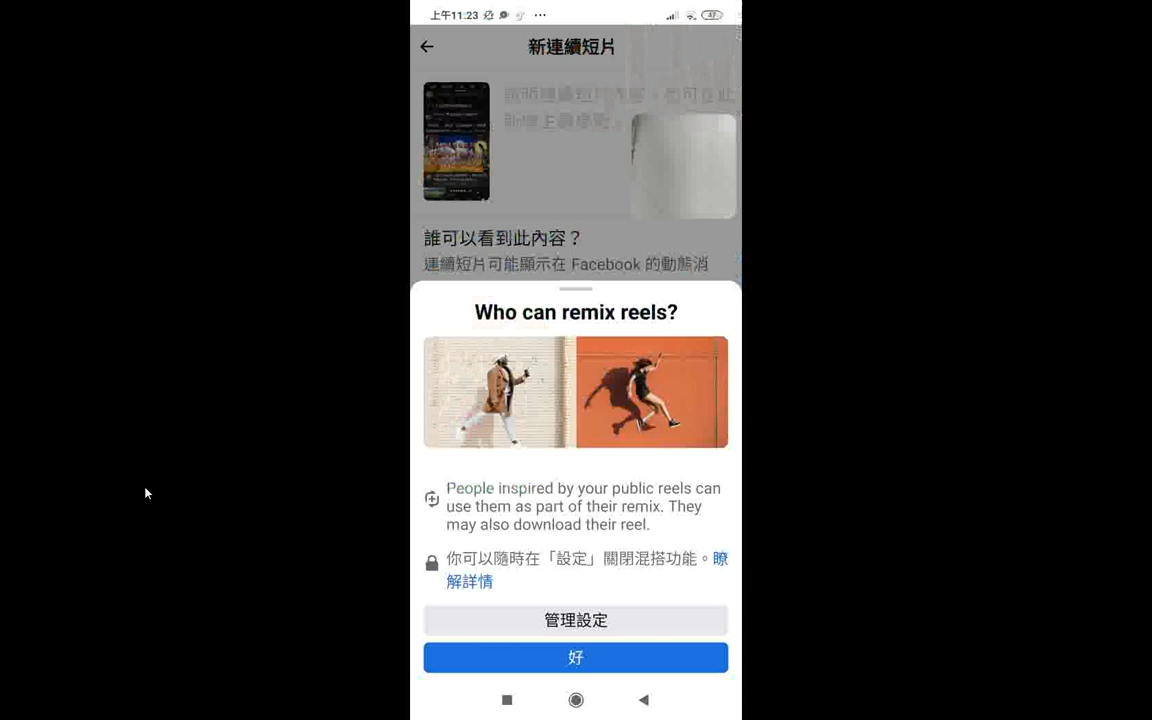 上午11:23
47
新連續短片
誰可以看到此內容？
連續短片可能顯示在 Facebook 的動態消
Who can remix reels?
People inspired by your public reels can
use them as part of their remix. They
may also download their reel.
你可以隨時在「設定」關閉混搭功能。瞭
解詳情
管理設定
好